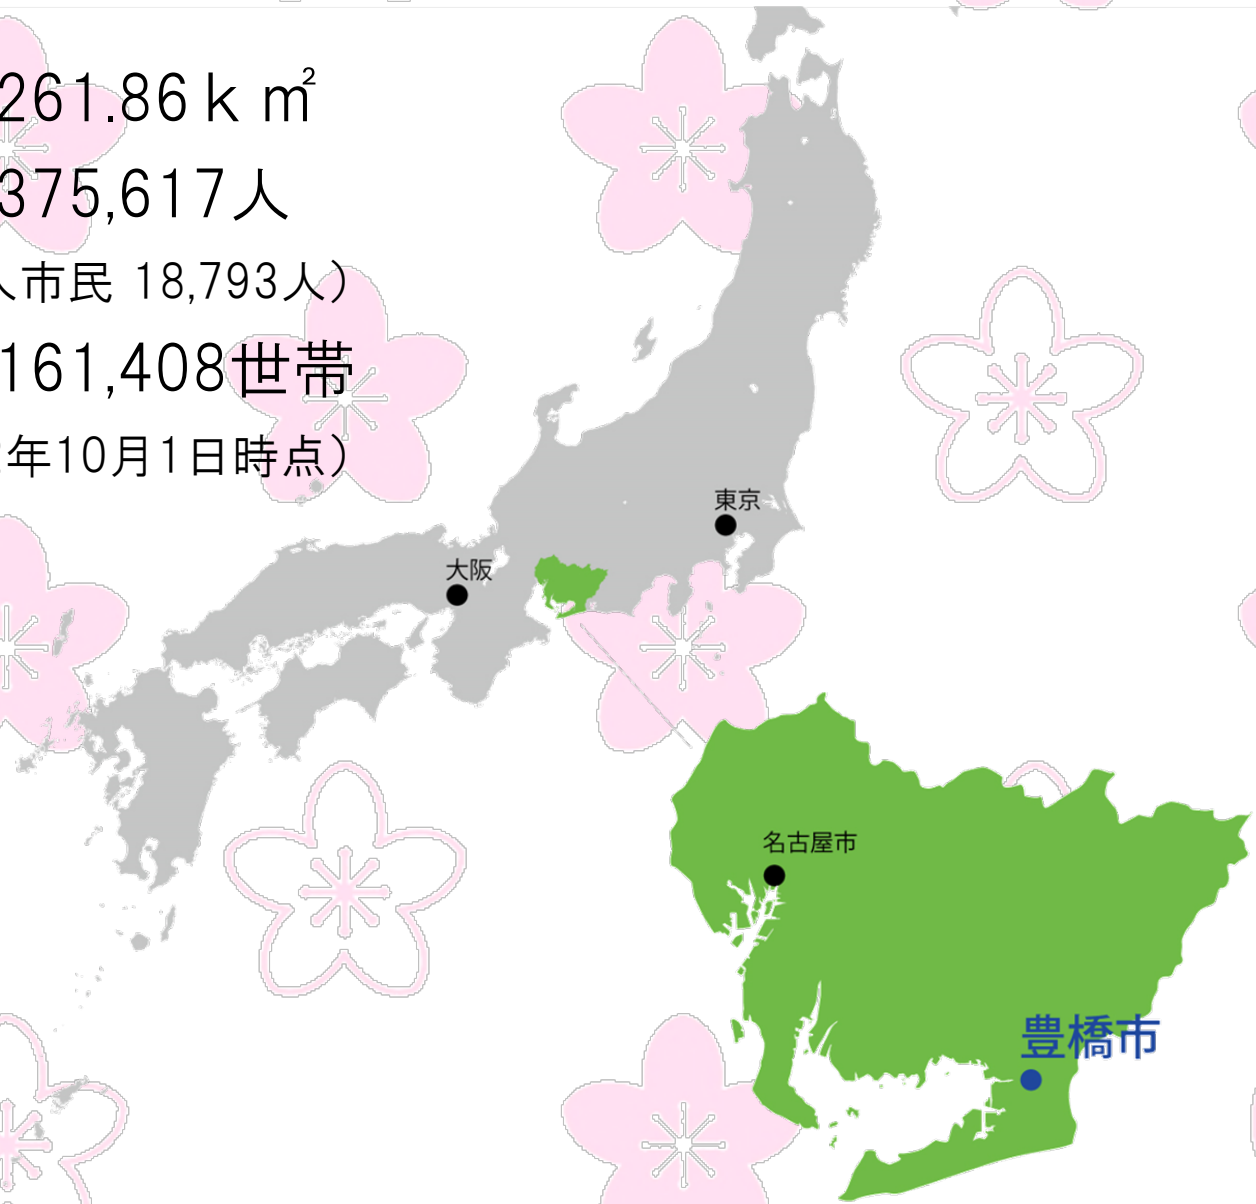 261.86ｋ㎡
375,617人
人市民 18,793人）
161,408世帯
年10月1日時点）
東京
大阪
名古屋市
豊橋市